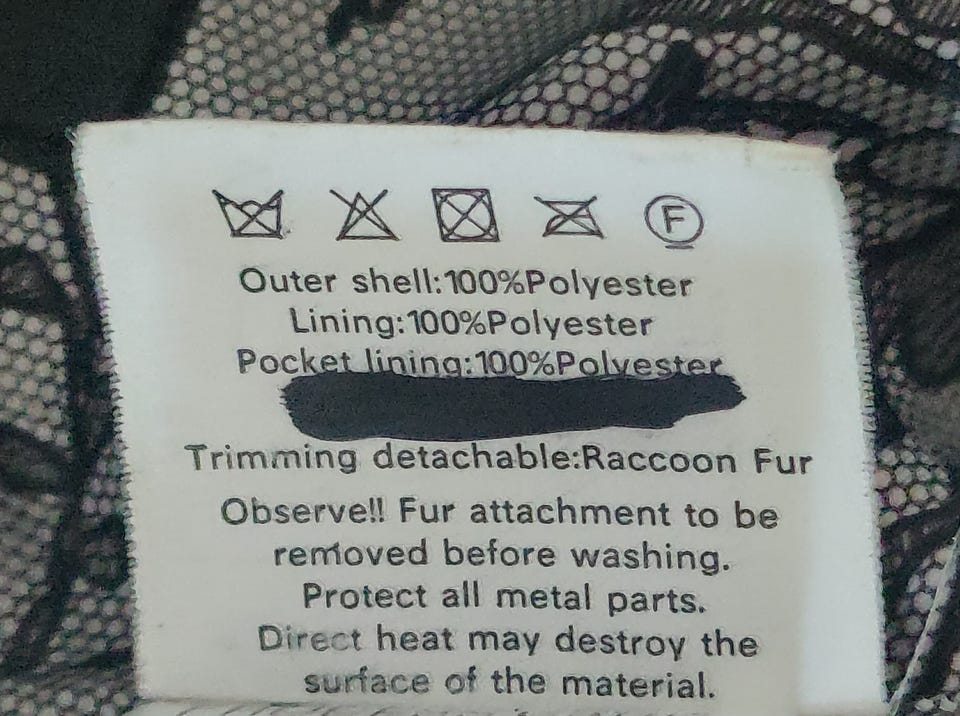 F
Outer shell:100%Polyester
Lining:100%Polyester
Pocket lining:100%Polyester
Trimming detachable:Raccoon Fur
Observe!! Fur attachment to be
removed before washing.
Protect all metal parts.
Direct heat may destroy the
surface of the material.